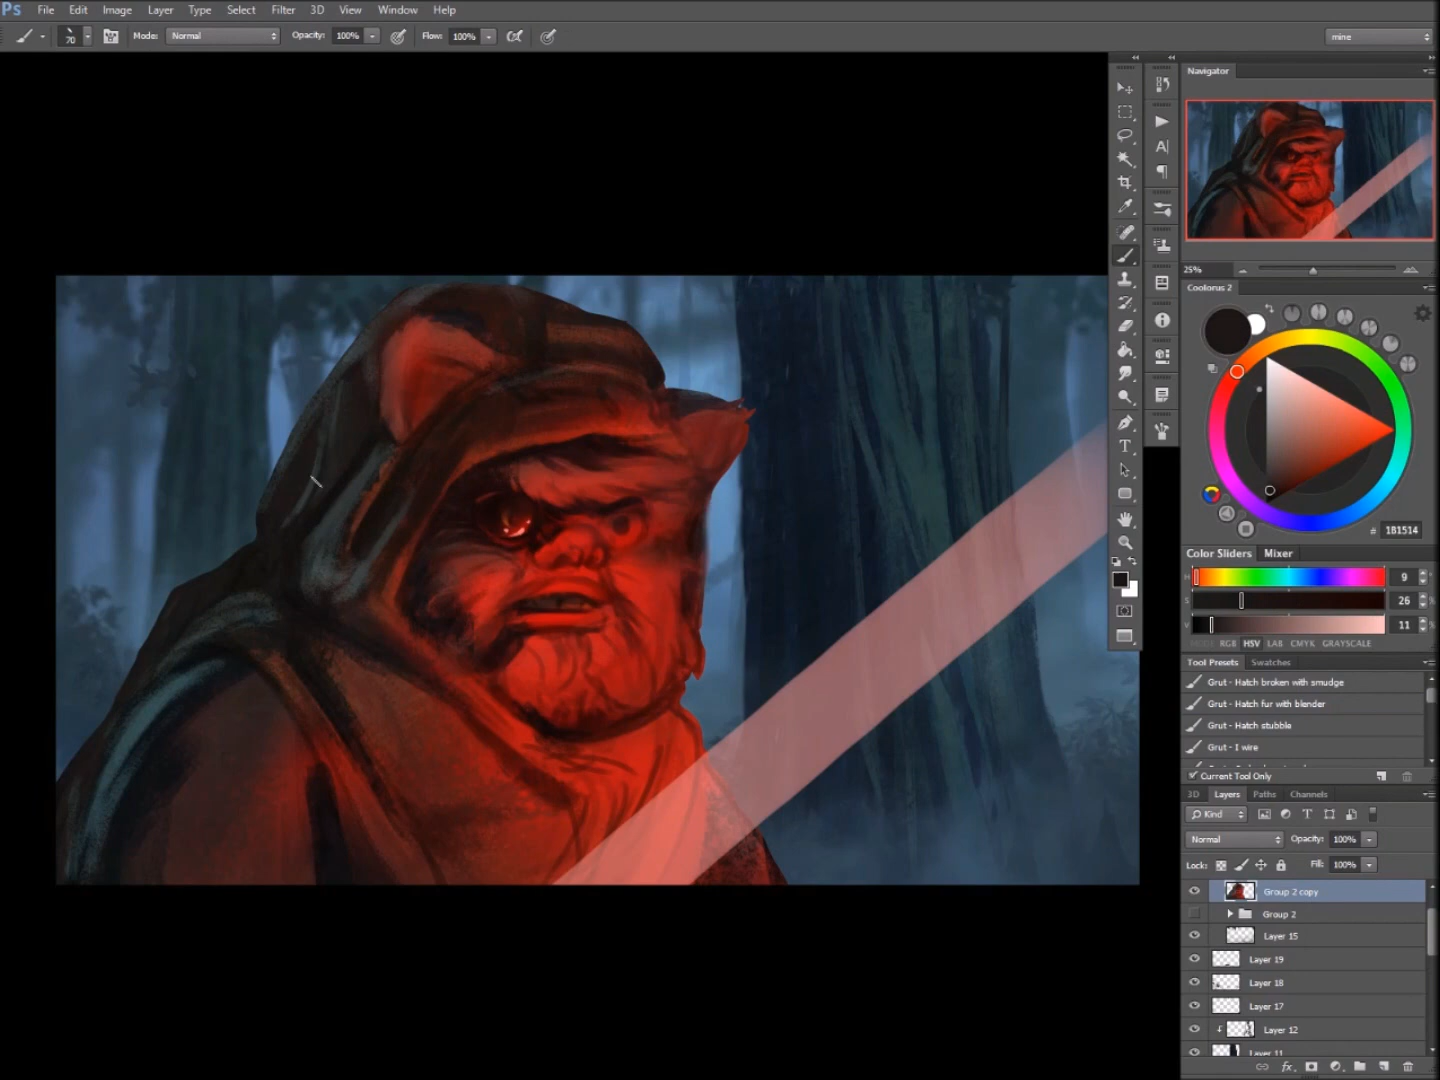 Ps File Edit Image Layer Type Select Filter 3D View Window Help
70 Mode: Normal Opacity: 100% Flow: 100% mine
Navigator
25%
Coolorus 2
# 1B1514
Color Sliders Mixer
H 9 °
S 26 %
V 11 %
RGB HSV LAB CMYK GRAYSCALE
Tool Presets Swatches
Grut - Hatch broken with smudge
Grut - Hatch fur with blender
Grut - Hatch stubble
Grut - I wire
Current Tool Only
3D Layers Paths Channels
Kind
Normal Opacity: 100%
Lock: Fill: 100%
Group 2 copy
Group 2
Layer 15
Layer 19
Layer 18
Layer 17
Layer 12
Layer 11